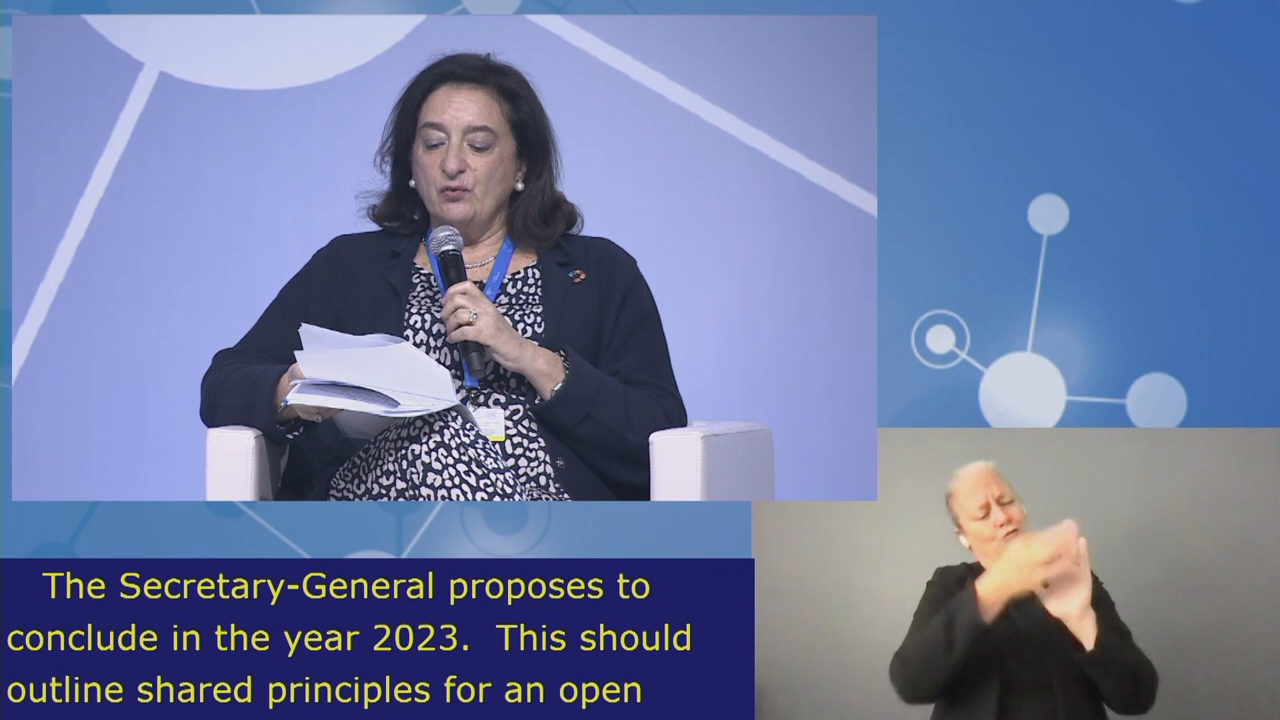 The Secretary-General proposes to
conclude in the year 2023.  This should
outline shared principles for an open